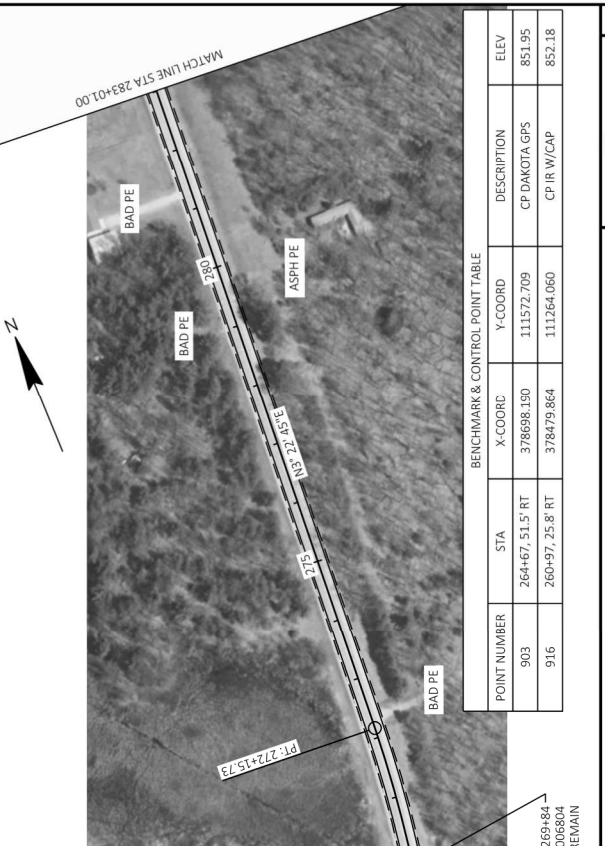 MATCH LINE STA 283+01.00
N
BAD PE
280
ASPH PE
BAD PE
N3° 22' 45"E
275
BAD PE
PT: 272+15.73
269+84
006804
REMAIN
BENCHMARK & CONTROL POINT TABLE
POINT NUMBER STA X-COORD Y-COORD DESCRIPTION ELEV
903 264+67, 51.5' RT 378698.190 111572.709 CP DAKOTA GPS 851.95
916 260+97, 25.8' RT 378479.864 111264.060 CP IR W/CAP 852.18